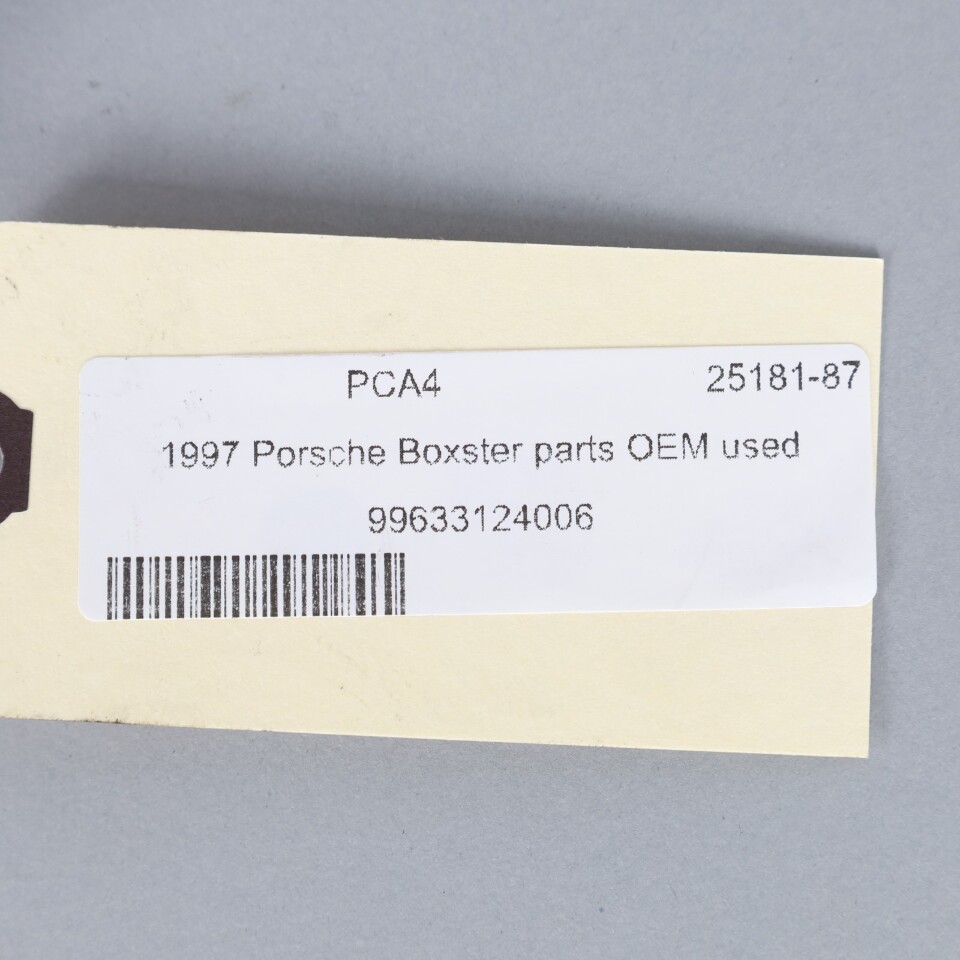 PCA4 25181-87
1997 Porsche Boxster parts OEM used
99633124006